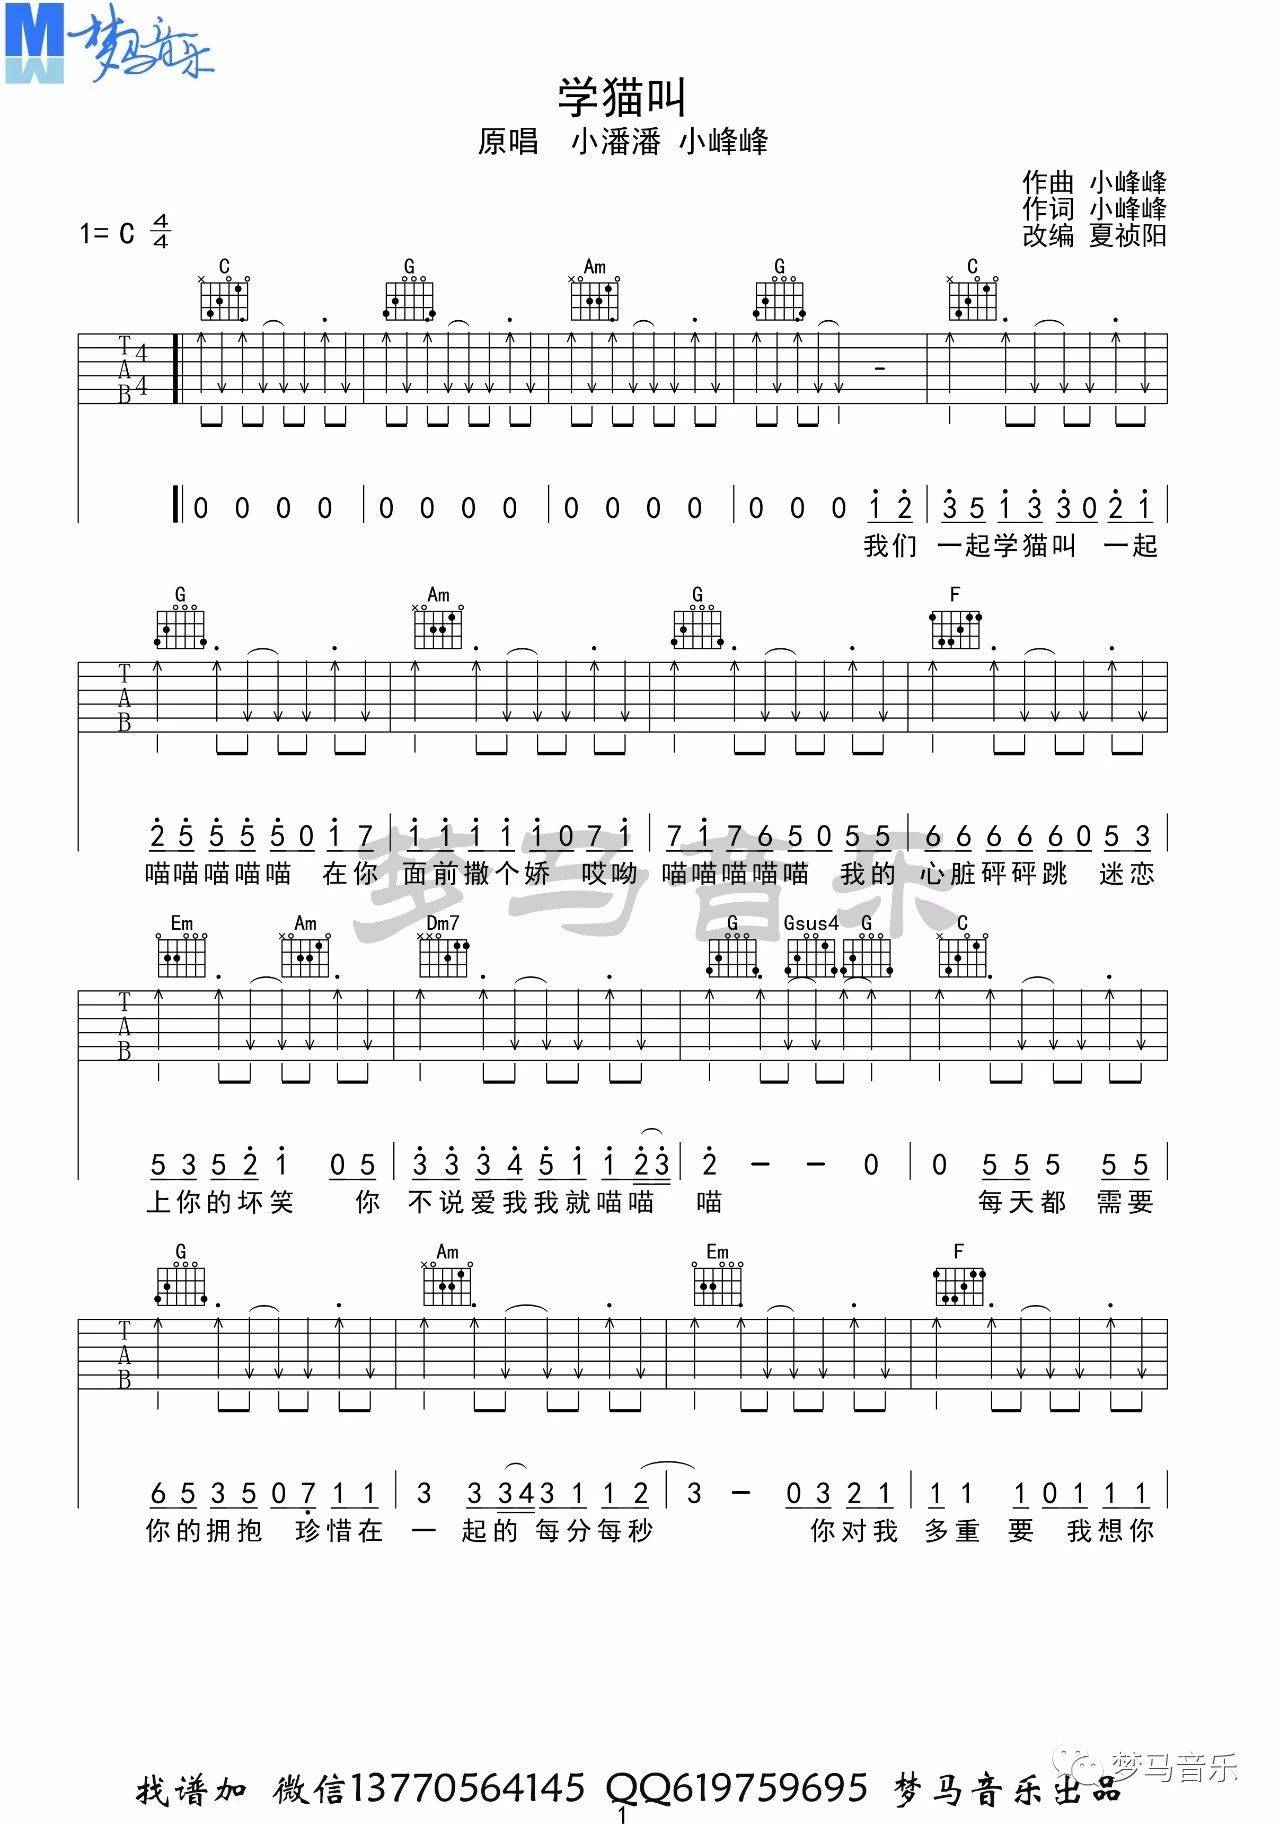 M 梦马音乐
学猫叫
原唱 小潘潘 小峰峰
作曲 小峰峰
作词 小峰峰
改编 夏祯阳
1= C 4/4
C G Am G C
T A B 4 4
0 0 0 0 0 0 0 0 0 0 0 0 0 0 0 1 2 3 5 1 3 3 0 2 1
我们 一起学猫叫 一起
G Am G F
T A B
2 5 5 5 5 0 1 7 1 1 1 1 1 0 7 1 7 1 7 6 5 0 5 5 6 6 6 6 6 0 5 3
喵喵喵喵喵 在你 面前撒个娇 哎呦 喵喵喵喵喵 我的 心脏砰砰跳 迷恋
梦马音乐
Em Am Dm7 G Gsus4 G C
T A B
5 3 5 2 1 0 5 3 3 3 4 5 1 1 2 3 2 - - 0 0 5 5 5 5 5
上你的坏笑 你 不说爱我我就喵喵 喵 每天都 需要
G Am Em F
T A B
6 5 3 5 0 7 1 1 3 3 3 4 3 1 1 2 3 - 0 3 2 1 1 1 1 0 1 1 1
你的拥抱 珍惜在 一起的 每分每秒 你对我 多重要 我想你
梦马音乐
找谱加 微信13770564145 QQ619759695 梦马音乐出品
1